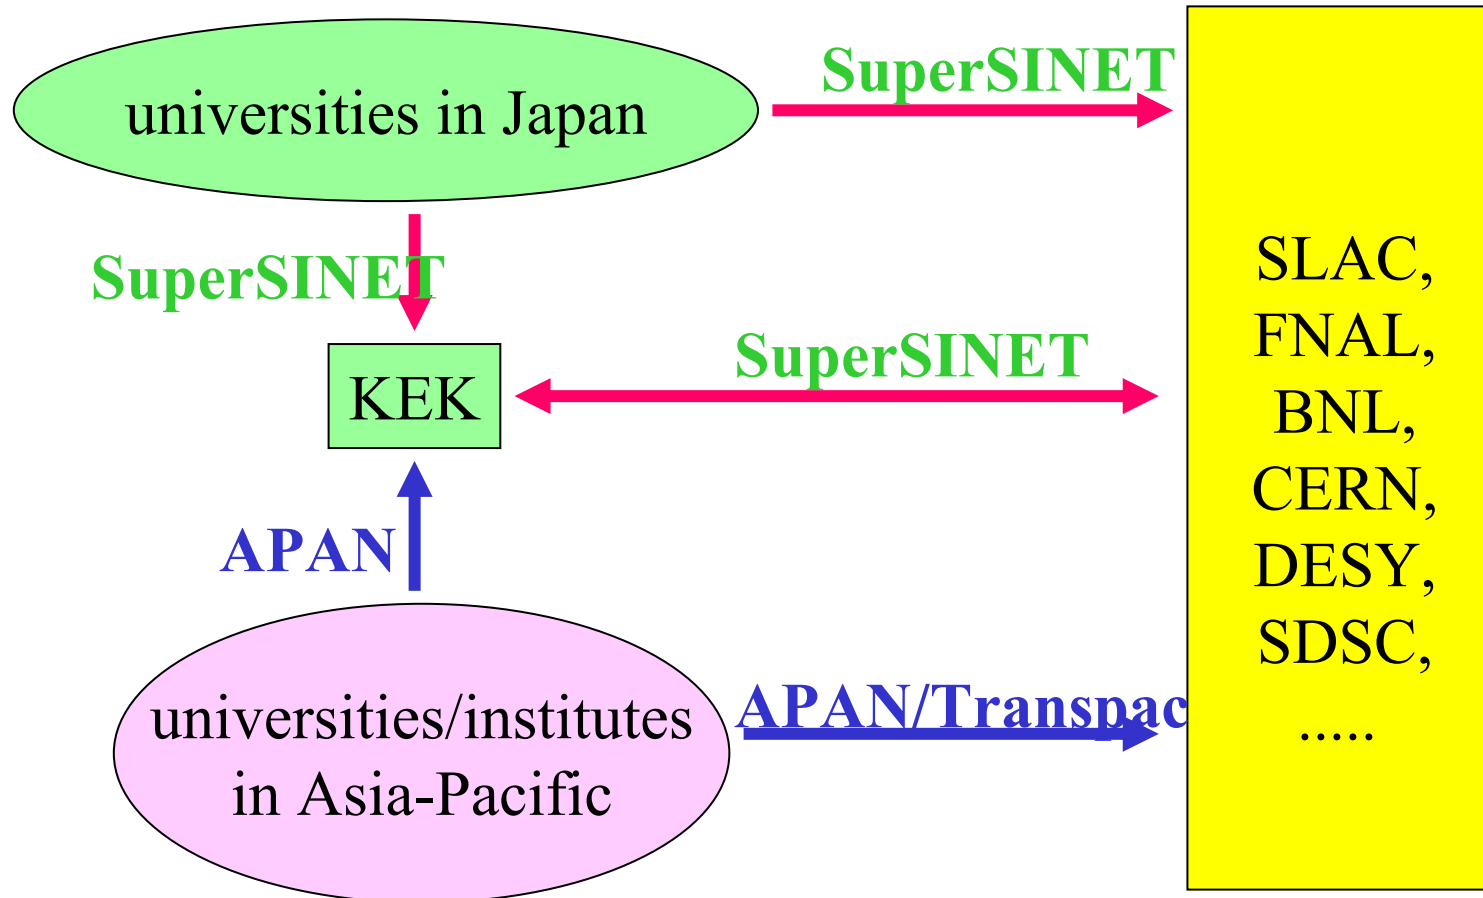 SuperSINET
universities in Japan
SuperSINET
SuperSINET
KEK
APAN
universities/institutes
in Asia-Pacific
APAN/Transpac
SLAC,
FNAL,
BNL,
CERN,
DESY,
SDSC,
.....